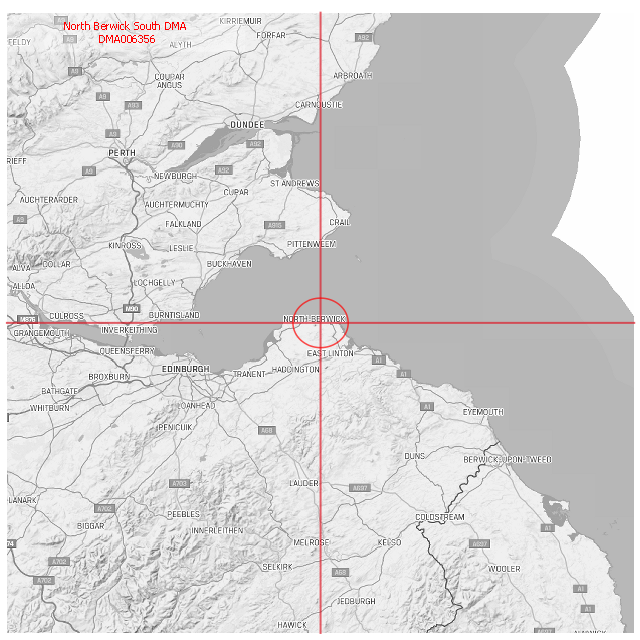 North Berwick South DMA
DMA006356
KIRRIEMUIR
FORFAR
A92
FELDY
ALYTH
A9
COUPAR
ANGUS
ARBROATH
A9
A93
CARNOUSTIE
DUNDEE
A9
A90
A92
PERTH
RIEFF
A9
NEWBURGH
A92
ST ANDREWS
CUPAR
AUCHTERARDER
AUCHTERMUCHTY
A9
FALKLAND
A915
CRAIL
KINROSS
LESLIE
PITTENWEEM
DOLLAR
BUCKHAVEN
ALVA
ALLOA
LOCHGELLY
M90
CULROSS
BURNTISLAND
NORTH BERWICK
GRANGEMOUTH
INVERKEITHING
QUEENSFERRY
EAST LINTON
A1
EDINBURGH
HADDINGTON
BROXBURN
TRANENT
A1
BATHGATE
WHITBURN
LOANHEAD
A1
EYEMOUTH
PENICUIK
A68
DUNS
BERWICK-UPON-TWEED
A703
LAUDER
A697
LANARK
A702
PEEBLES
COLDSTREAM
BIGGAR
INNERLEITHEN
A1
MELROSE
KELSO
A697
A702
SELKIRK
A68
WOOLER
A702
A1
JEDBURGH
A1
HAWICK